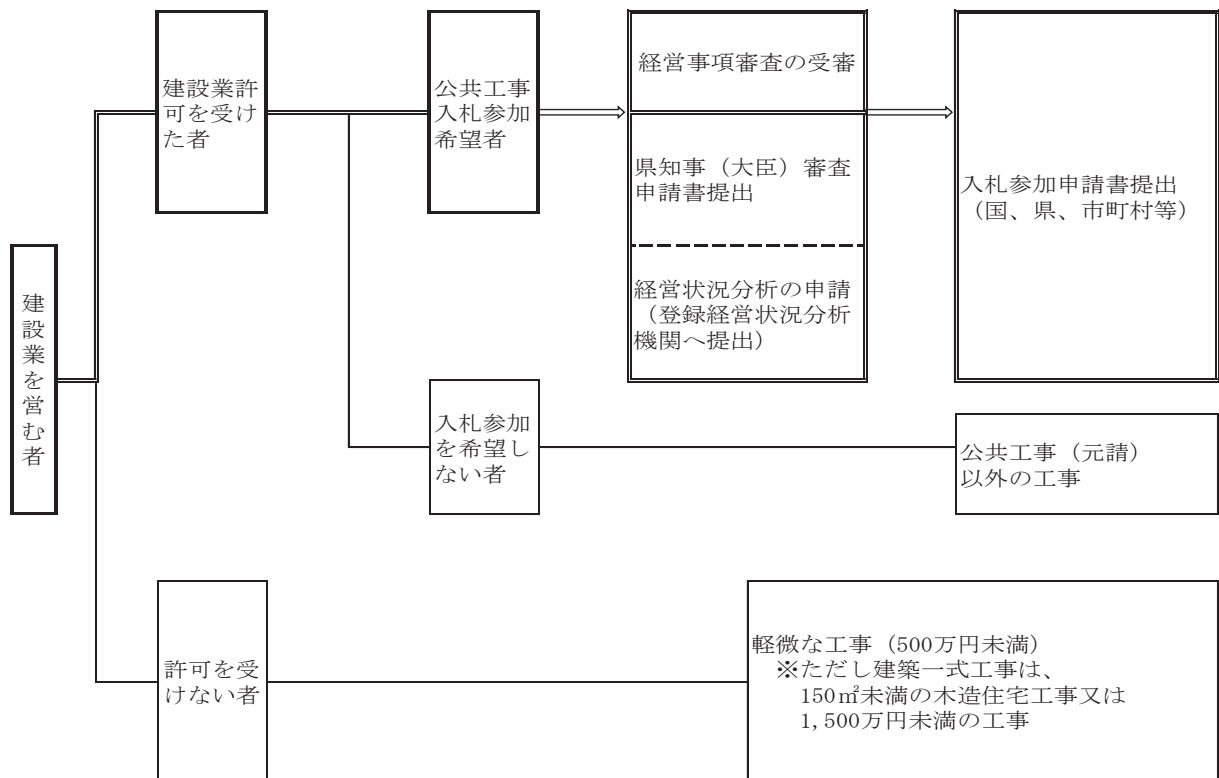 建設業を営む者
建設業許
可を受け
た者
公共工事
入札参加
希望者
経営事項審査の受審
県知事（大臣）審査
申請書提出
経営状況分析の申請
（登録経営状況分析
機関へ提出）
入札参加申請書提出
（国、県、市町村等）
入札参加
を希望し
ない者
公共工事（元請）
以外の工事
許可を受
けない者
軽微な工事（500万円未満）
※ただし建築一式工事は、
150㎡未満の木造住宅工事又は
1,500万円未満の工事